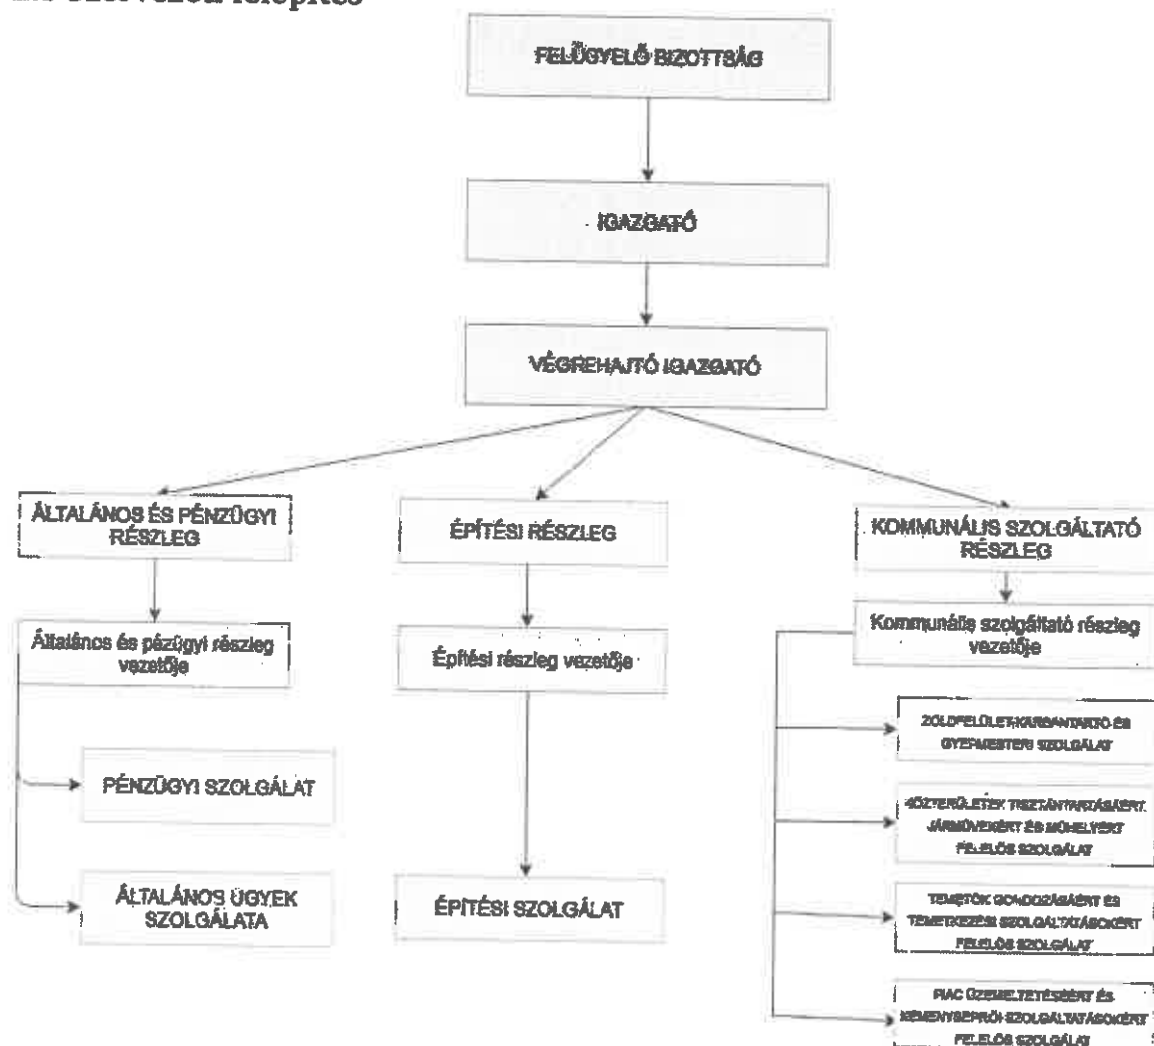 szervezeti felépítés
FELÜGYELŐ BIZOTTSÁG
IGAZGATÓ
VÉGREHAJTÓ IGAZGATÓ
ÁLTALÁNOS ÉS PÉNZÜGYI
RÉSZLEG
ÉPÍTÉSI RÉSZLEG
KOMMUNÁLIS SZOLGÁLTATÓ
RÉSZLEG
Általános és pézügyi részleg
vezetője
Építési részleg vezetője
Kommunális szolgáltató részleg
vezetője
PÉNZÜGYI SZOLGÁLAT
ÁLTALÁNOS ÜGYEK
SZOLGÁLATA
ÉPÍTÉSI SZOLGÁLAT
ZÖLDFELÜLET-KARBANTARTÓ ÉS
GYEPMESTERI SZOLGÁLAT
KÖZTERÜLETEK TISZTÁNTARTÁSÁÉRT,
JÁRMŰVEKÉRT ÉS MŰHELYÉRT
FELELŐS SZOLGÁLAT
TEMETŐK GONDOZÁSÁÉRT ÉS
TEMETKEZÉSI SZOLGÁLTATÁSOKÉRT
FELELŐS SZOLGÁLAT
PIAC ÜZEMELTETÉSÉÉRT ÉS
KÉMÉNYSEPRŐI SZOLGÁLTATÁSOKÉRT
FELELŐS SZOLGÁLAT